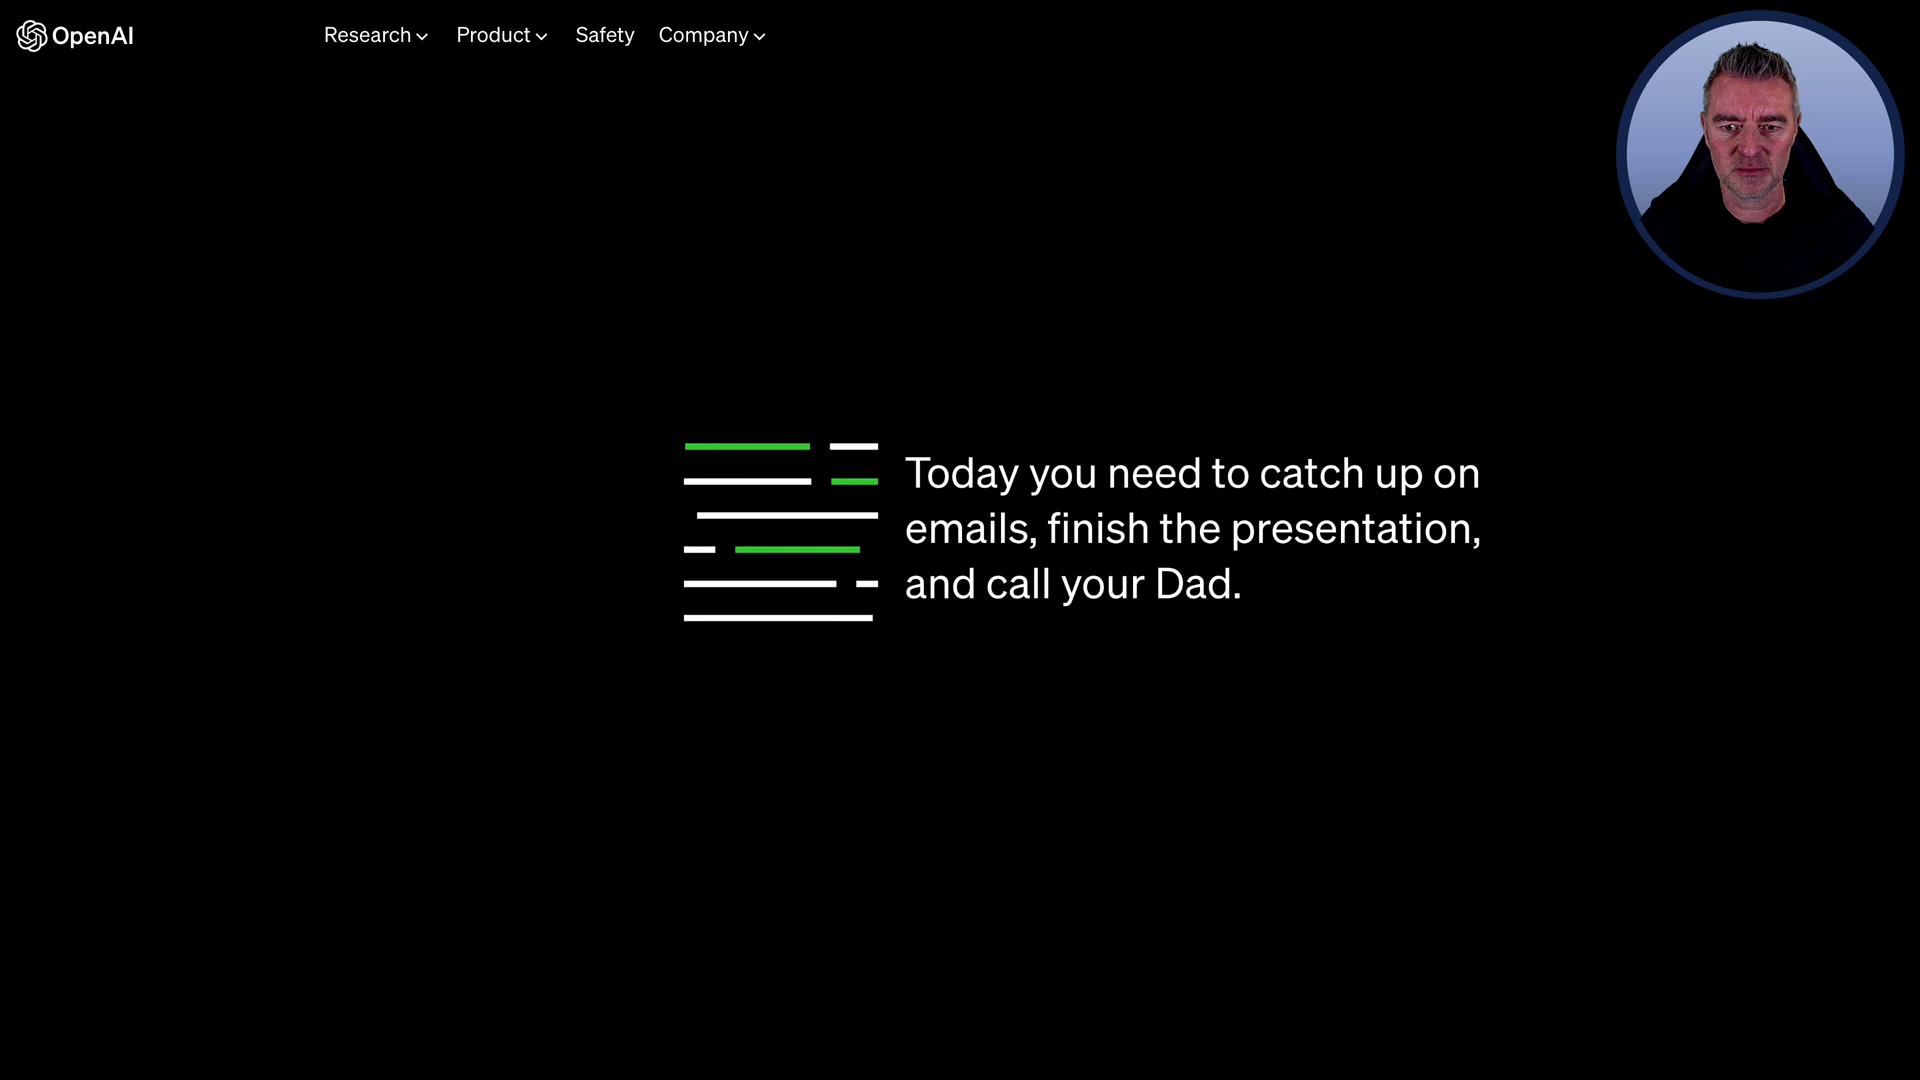 OpenAI
Research
Product
Safety
Company
Today you need to catch up on
emails, finish the presentation,
and call your Dad.